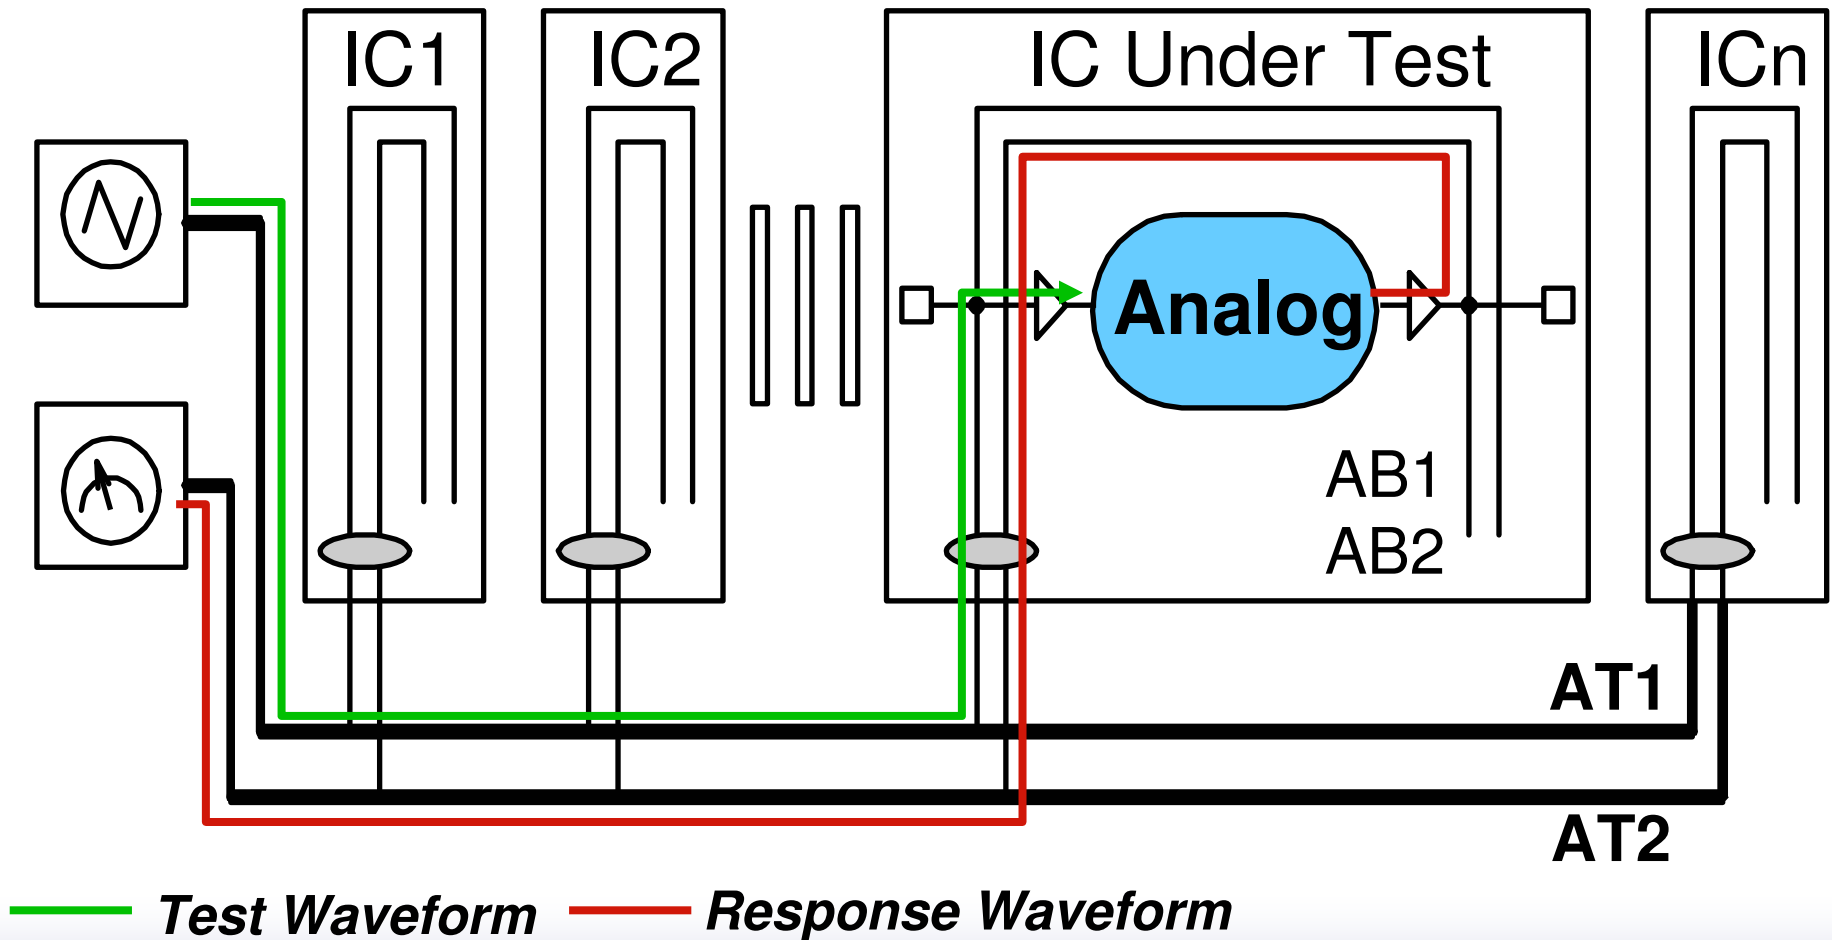 IC1
IC2
IC Under Test
ICn
Analog
AB1
AB2
AT1
AT2
Test Waveform
Response Waveform